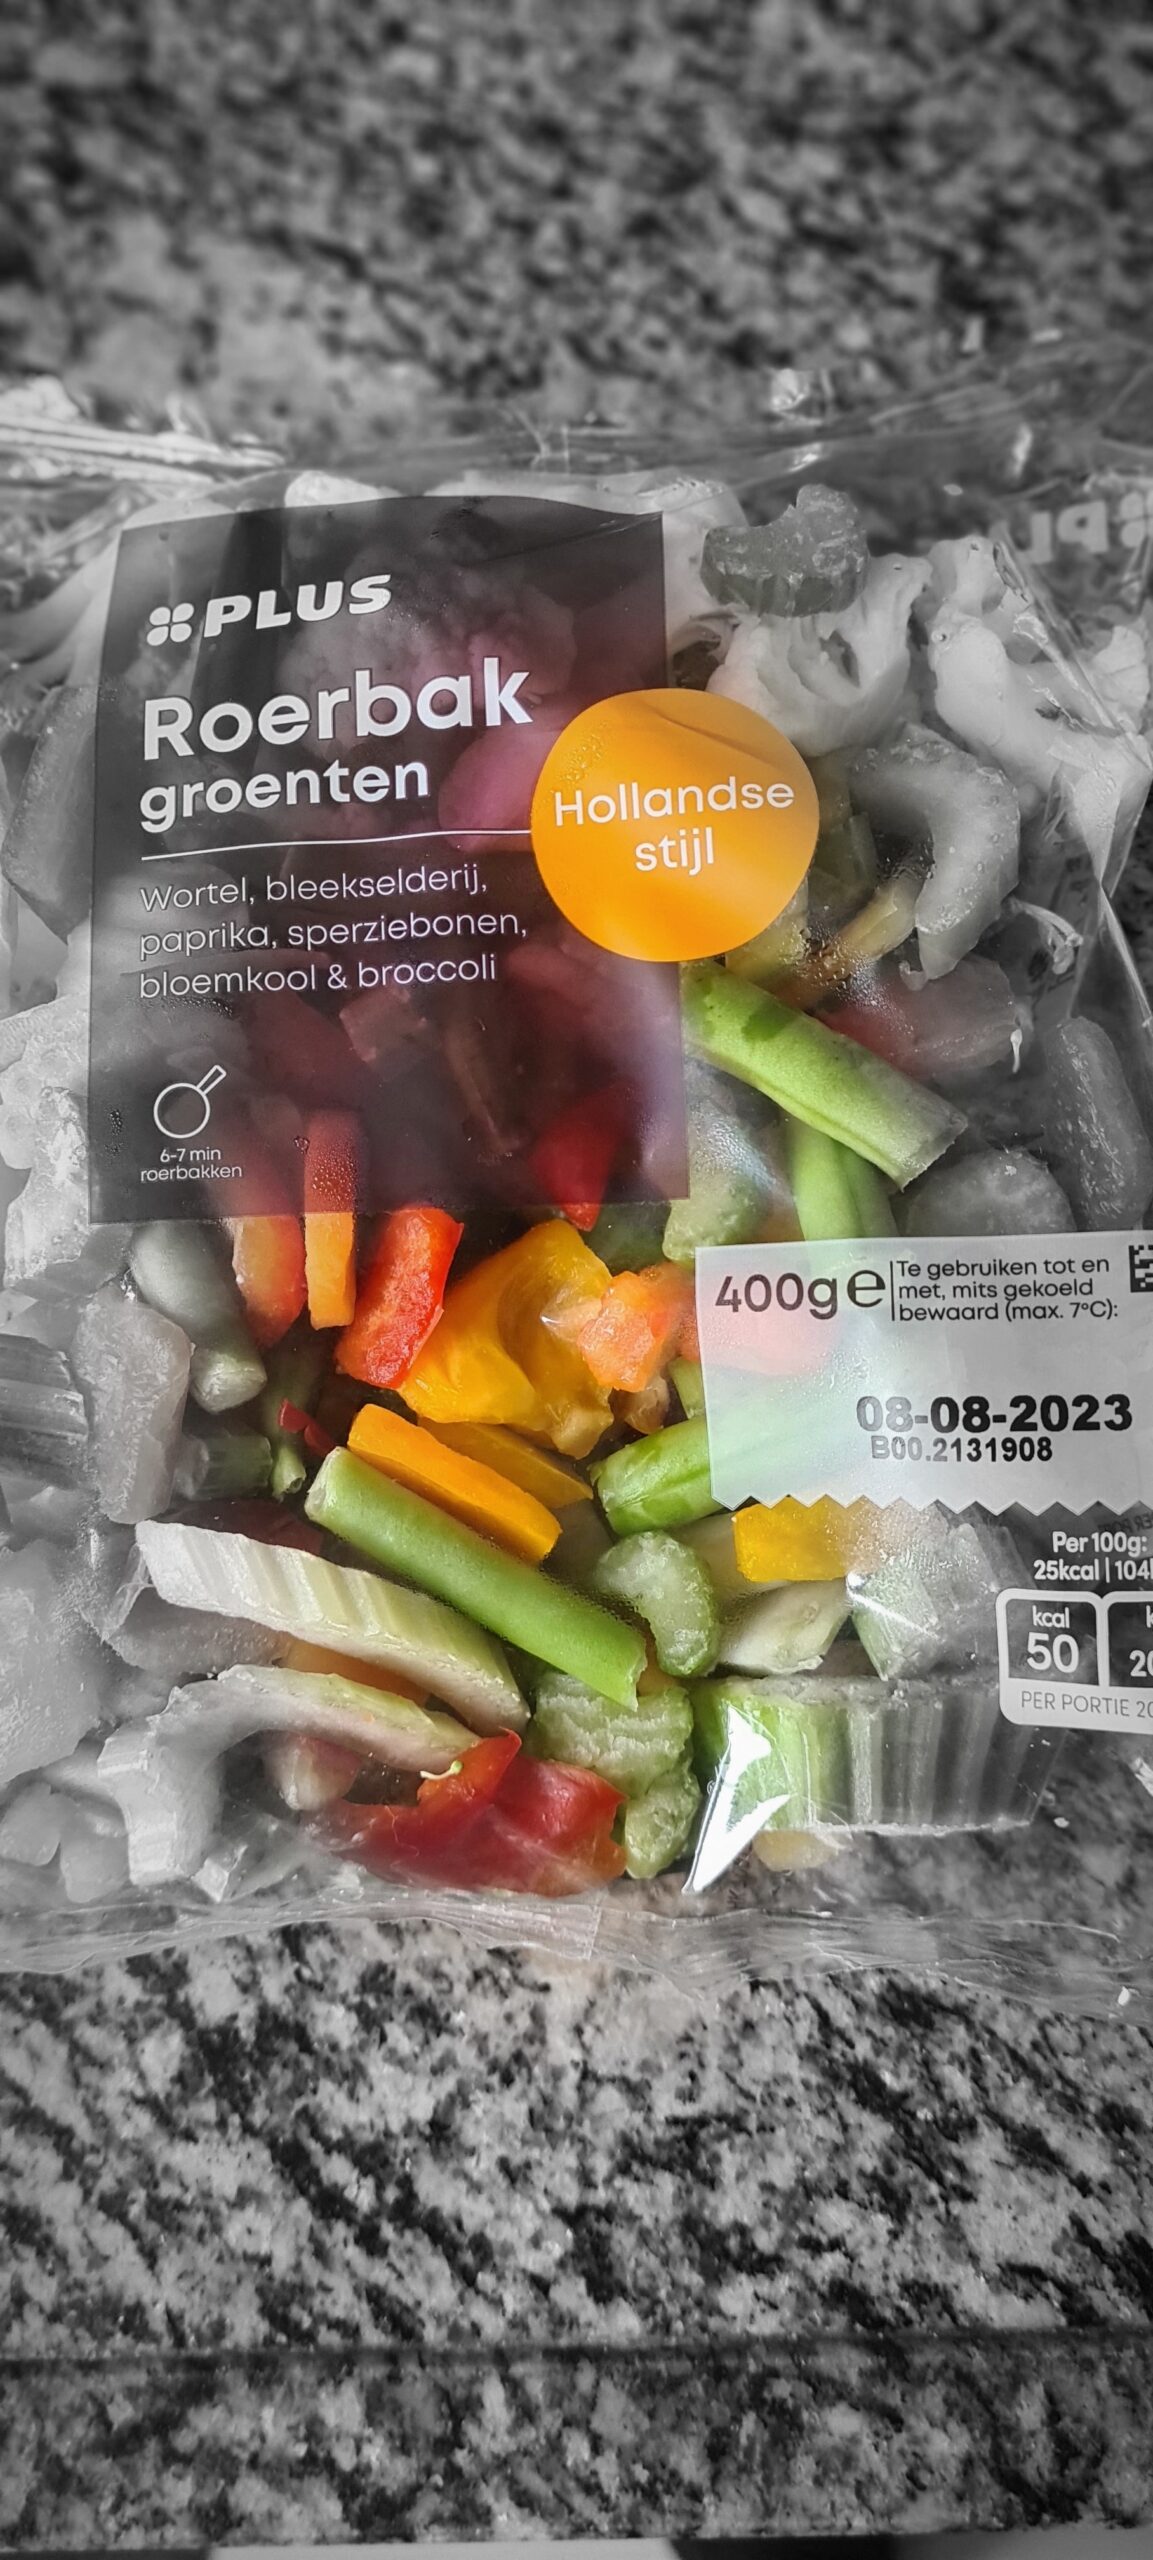 PLUS
Roerbak
groenten
Hollandse
stijl
Wortel, bleekselderij,
paprika, sperziebonen,
bloemkool & broccoli
6-7 min
roerbakken
400g e
Te gebruiken tot en
met, mits gekoeld
bewaard (max. 7°C):
08-08-2023
B00.2131908
Per 100g:
25kcal | 104
kcal
50
PER PORTIE